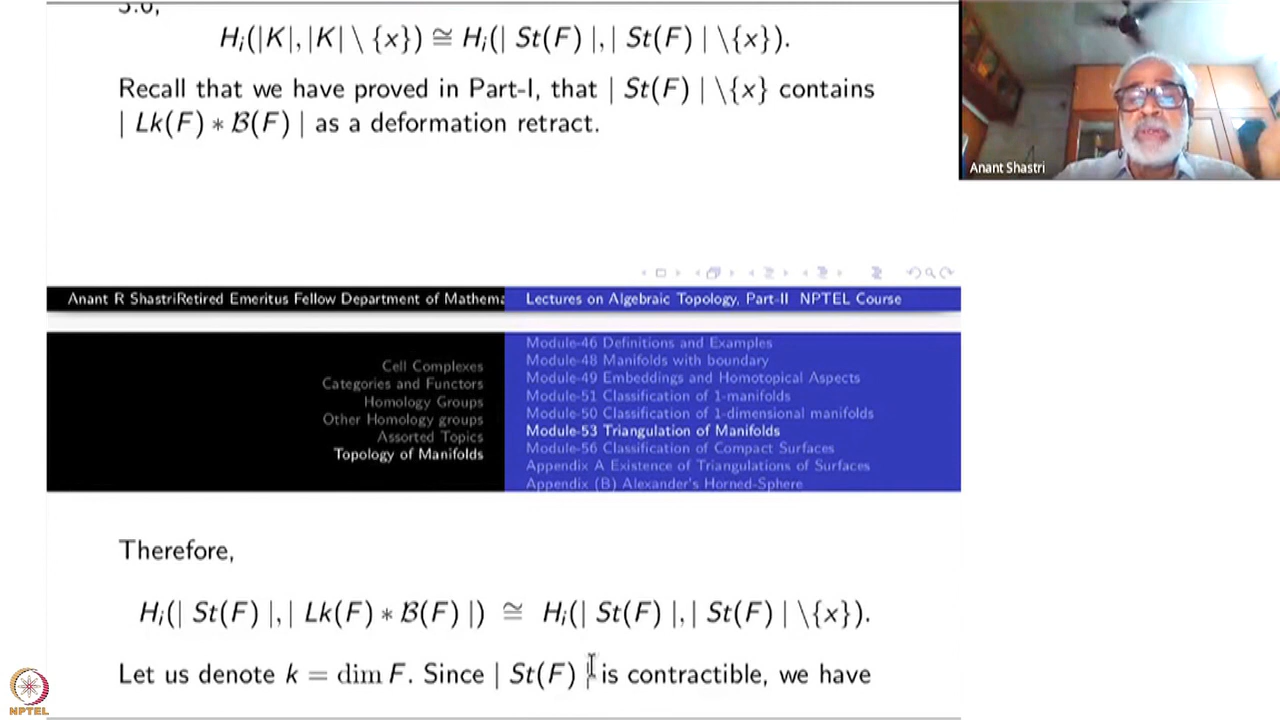 3.6,
H_i(|K|, |K| \ {x}) ≅ H_i(| St(F) |, | St(F) | \{x}).
Recall that we have proved in Part-I, that | St(F) | \{x} contains
| Lk(F) * 𝓑(F) | as a deformation retract.
Anant Shastri
Anant R ShastriRetired Emeritus Fellow Department of Mathema
Lectures on Algebraic Topology, Part-II NPTEL Course
Cell Complexes
Categories and Functors
Homology Groups
Other Homology groups
Assorted Topics
Topology of Manifolds
Module-46 Definitions and Examples
Module-48 Manifolds with boundary
Module-49 Embeddings and Homotopical Aspects
Module-51 Classification of 1-manifolds
Module-50 Classification of 1-dimensional manifolds
Module-53 Triangulation of Manifolds
Module-56 Classification of Compact Surfaces
Appendix A Existence of Triangulations of Surfaces
Appendix (B) Alexander's Horned-Sphere
Therefore,
H_i(| St(F) |, | Lk(F) * 𝓑(F) |) ≅ H_i(| St(F) |, | St(F) | \{x}).
Let us denote k = dim F. Since | St(F) | is contractible, we have
NPTEL